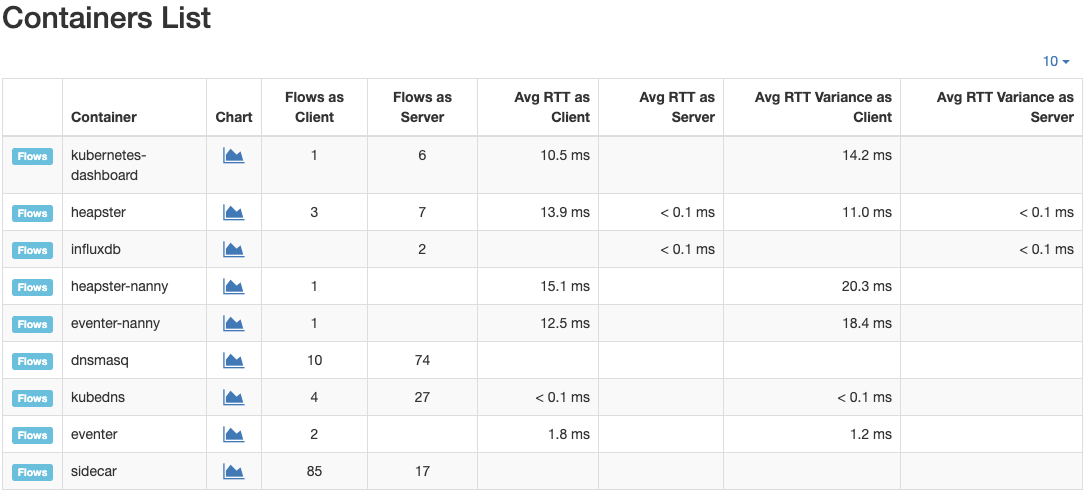 Containers List
10
Container Chart Flows as Client Flows as Server Avg RTT as Client Avg RTT as Server Avg RTT Variance as Client Avg RTT Variance as Server
Flows kubernetes-dashboard 1 6 10.5 ms 14.2 ms
Flows heapster 3 7 13.9 ms < 0.1 ms 11.0 ms < 0.1 ms
Flows influxdb 2 < 0.1 ms < 0.1 ms
Flows heapster-nanny 1 15.1 ms 20.3 ms
Flows eventer-nanny 1 12.5 ms 18.4 ms
Flows dnsmasq 10 74
Flows kubedns 4 27 < 0.1 ms < 0.1 ms
Flows eventer 2 1.8 ms 1.2 ms
Flows sidecar 85 17